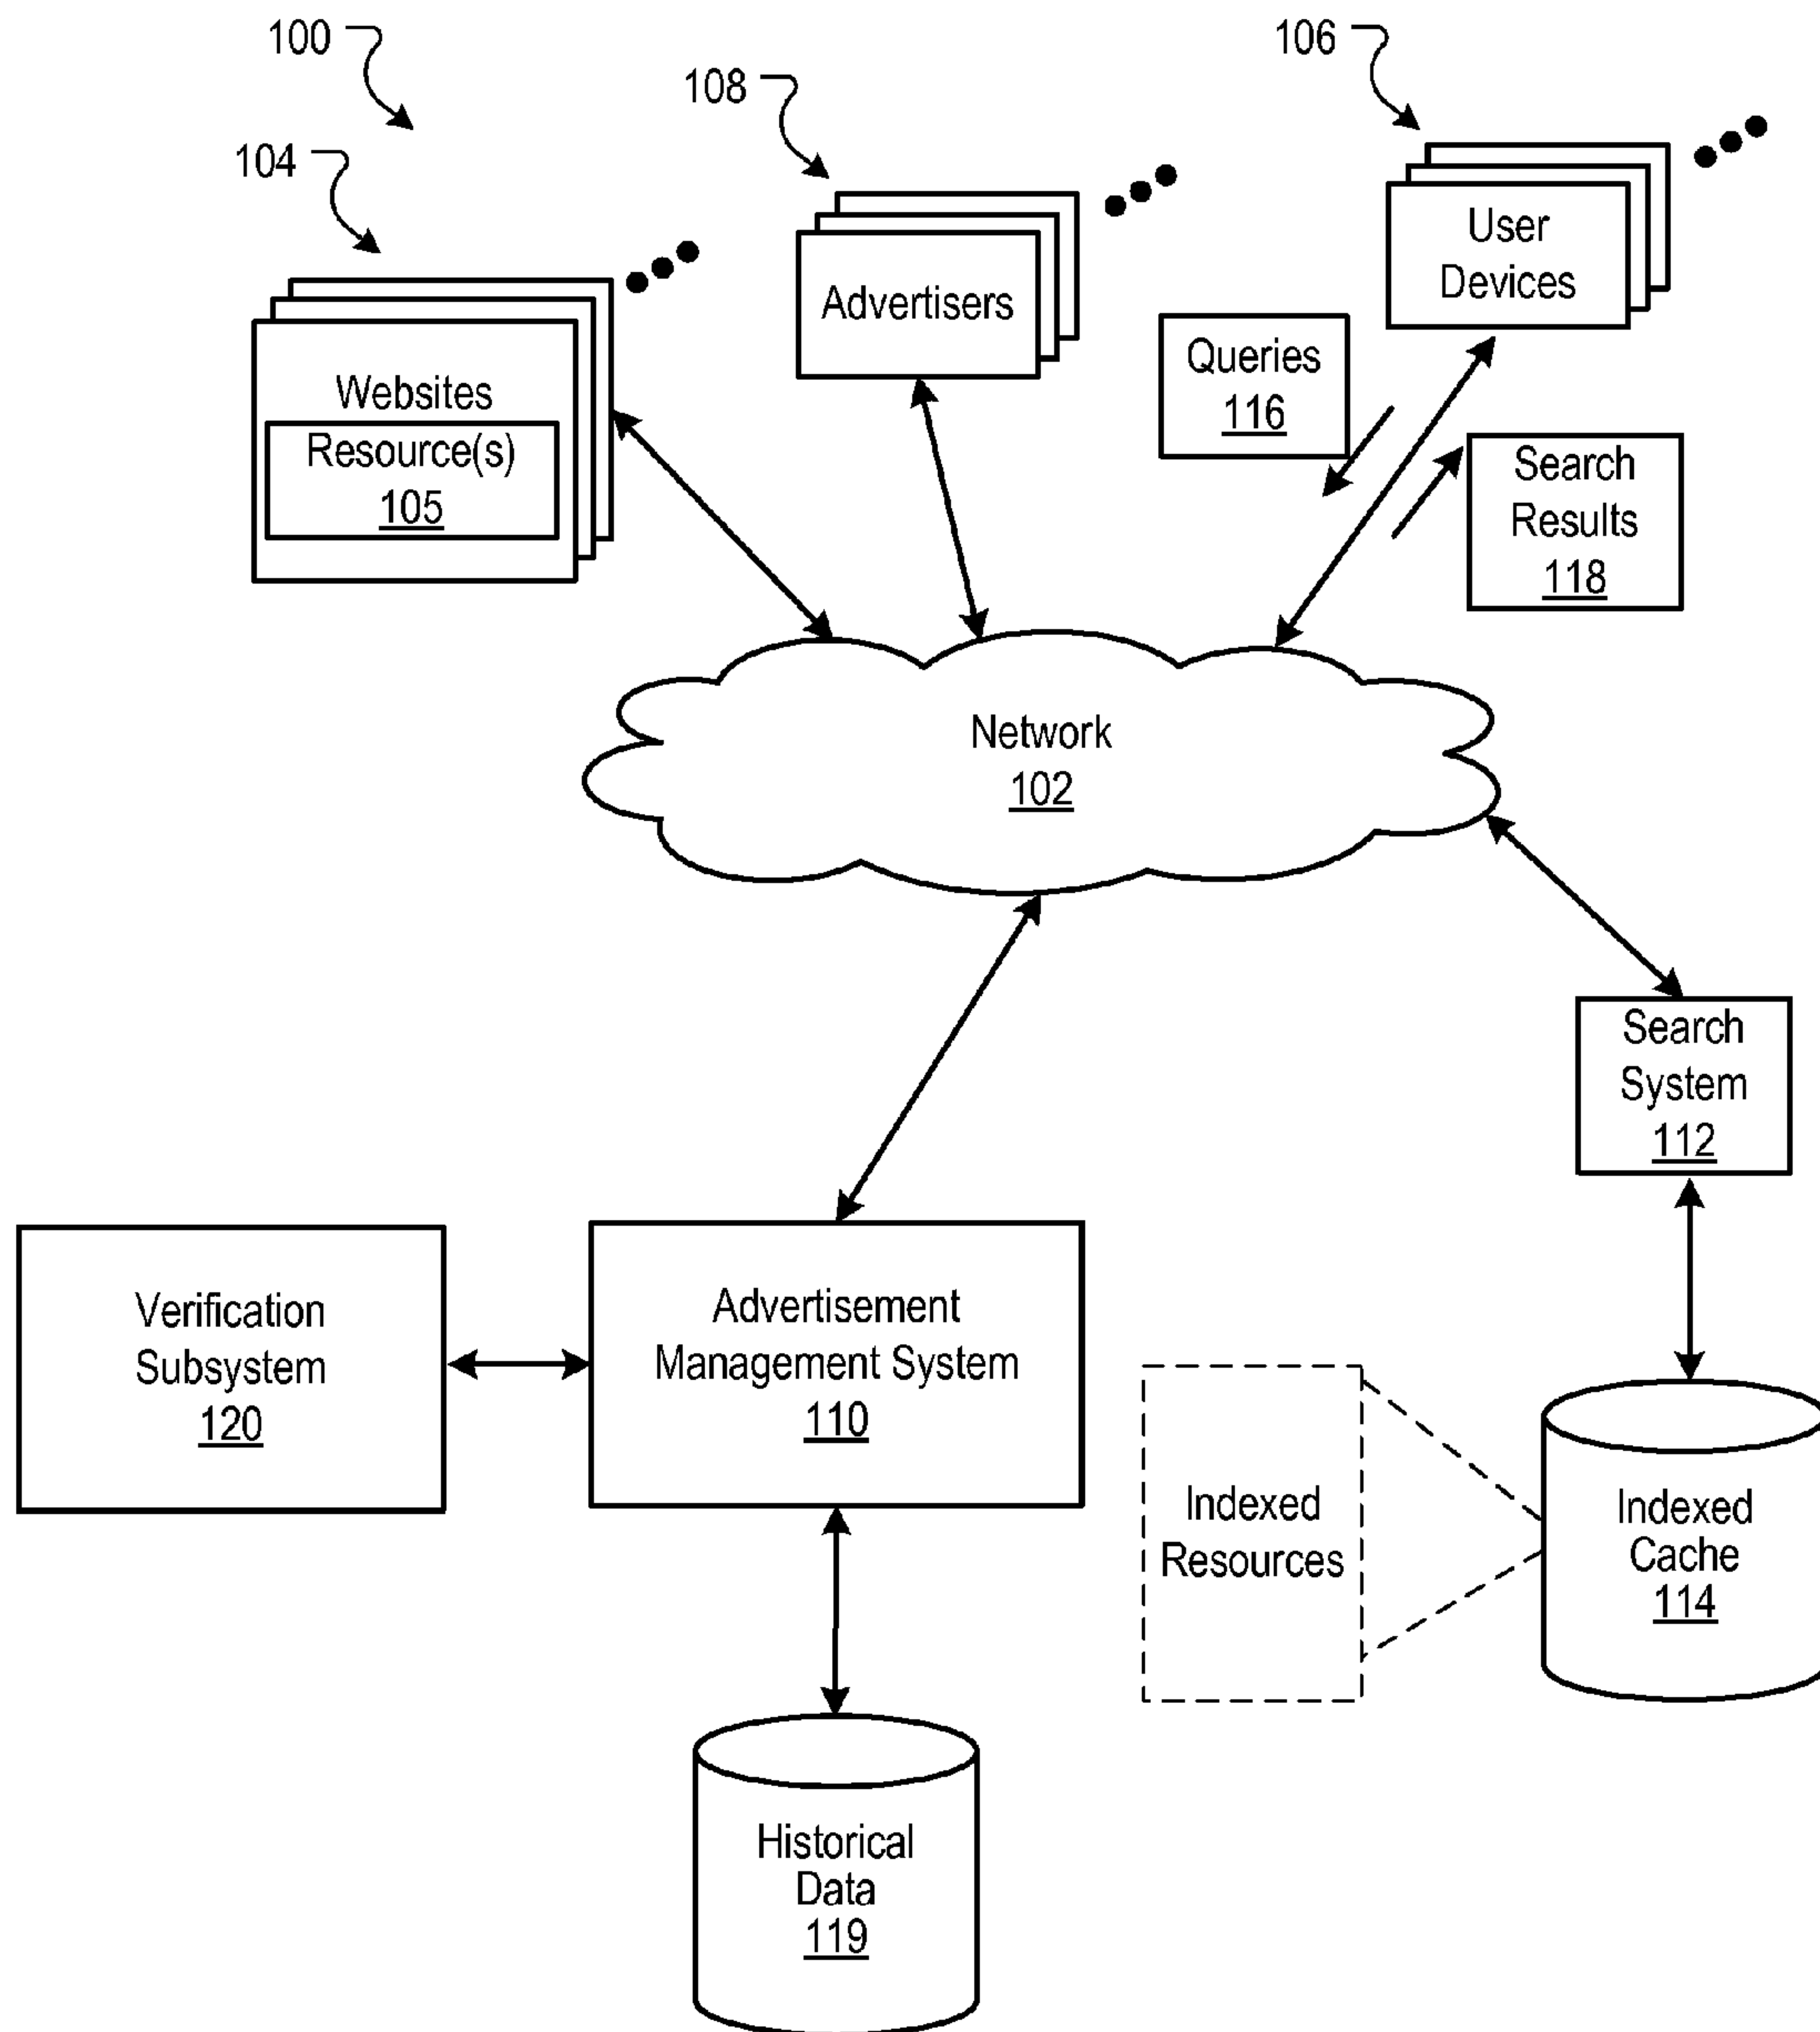 100
106
108
104
User
Devices
Advertisers
Queries
116
Websites
Resource(s)
105
Search
Results
118
Network
102
Search
System
112
Verification
Subsystem
120
Advertisement
Management System
110
Indexed
Resources
Indexed
Cache
114
Historical
Data
119